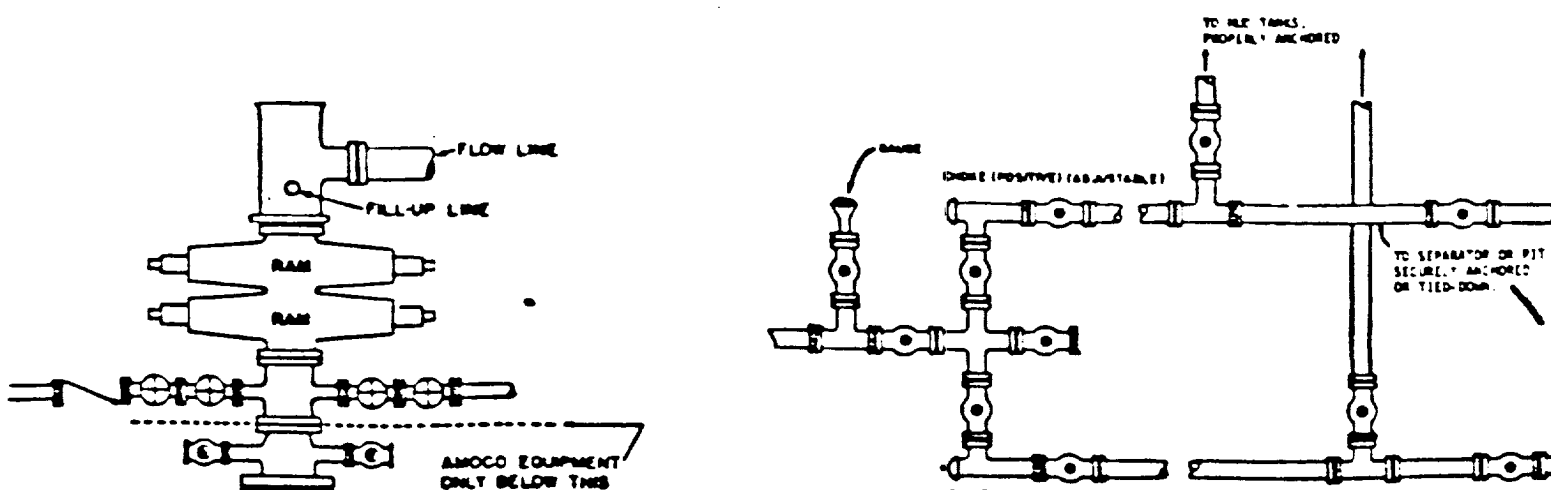 FLOW LINE
FILL-UP LINE
RAM
RAM
AMOCO EQUIPMENT
ONLY BELOW THIS
GAUGE
CHOKE (POSITIVE) (ADJUSTABLE)
TO MUD TANKS,
PROPERLY ANCHORED
TO SEPARATOR OR PIT
SECURELY ANCHORED
OR TIED-DOWN.